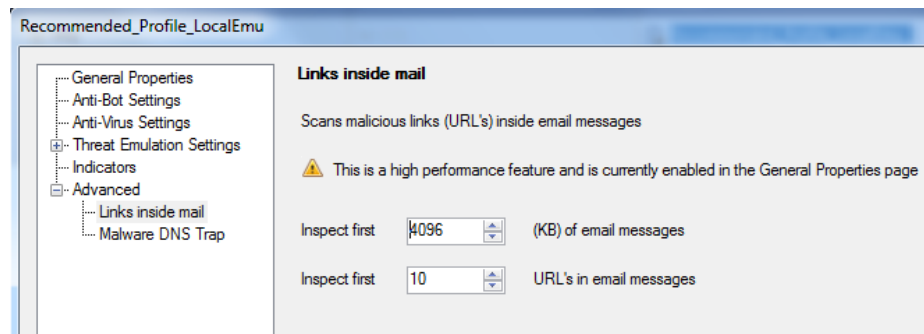 Recommended_Profile_LocalEmu
General Properties
Anti-Bot Settings
Anti-Virus Settings
Threat Emulation Settings
Indicators
Advanced
Links inside mail
Malware DNS Trap
Links inside mail
Scans malicious links (URL's) inside email messages
This is a high performance feature and is currently enabled in the General Properties page
Inspect first 4096 (KB) of email messages
Inspect first 10 URL's in email messages